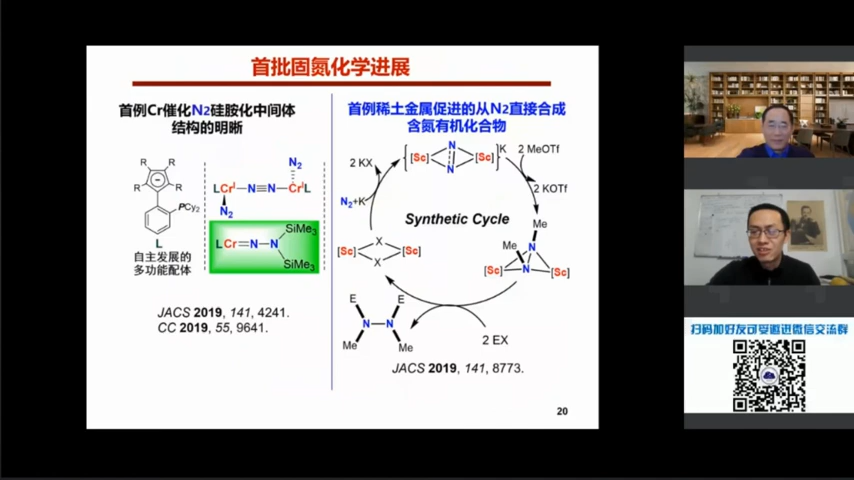 首批固氮化学进展
首例Cr催化N2硅胺化中间体
结构的明晰
R
R
R
R
PCy2
L
自主发展的
多功能配体
N2
LCrI
N≡N
CrIL
N2
LCr=N
N
SiMe3
SiMe3
JACS 2019, 141, 4241.
CC 2019, 55, 9641.
首例稀土金属促进的从N2直接合成
含氮有机化合物
2 KX
[Sc]
N
N
[Sc]
K
2 MeOTf
N2+K
2 KOTf
Synthetic Cycle
Me
Me
N
N
[Sc]
[Sc]
[Sc]
X
X
[Sc]
E
E
N
N
Me
Me
2 EX
JACS 2019, 141, 8773.
20
扫码加好友可受邀进微信交流群